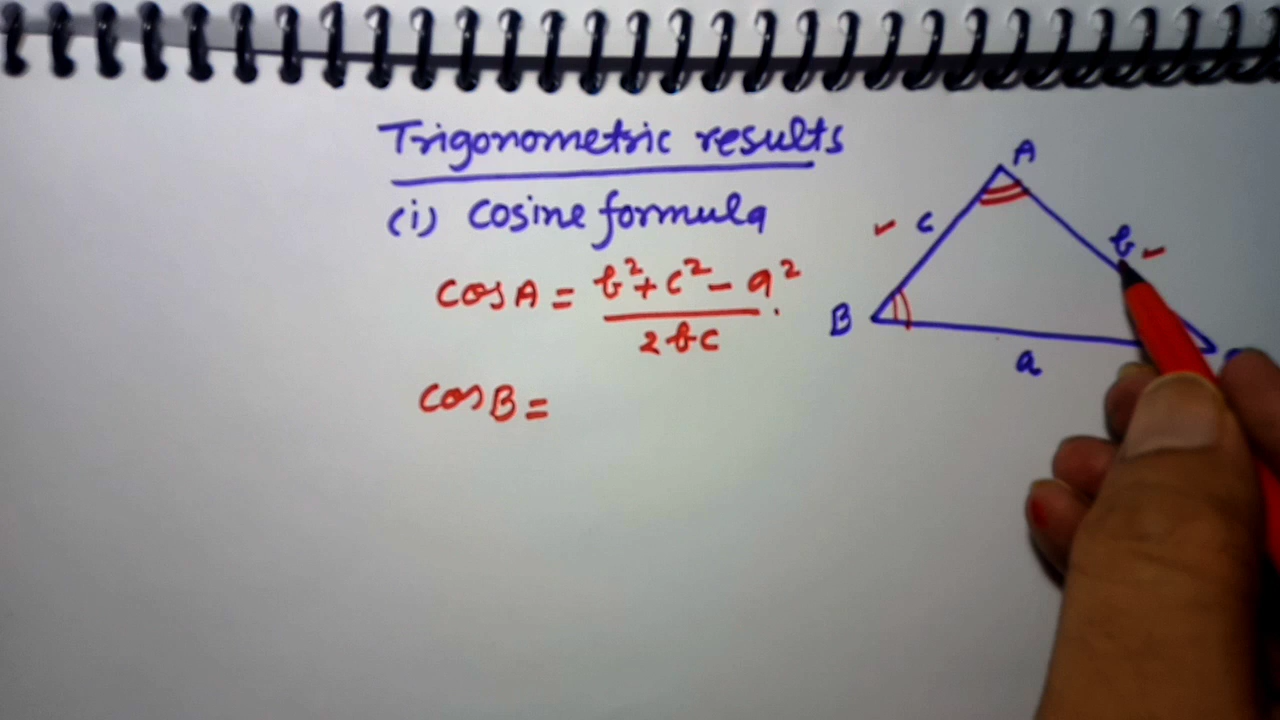 Trigonometric results
(i) Cosine formula
cos A = b²+c²-a² / 2bc .
cos B =
A
c
b
B
a